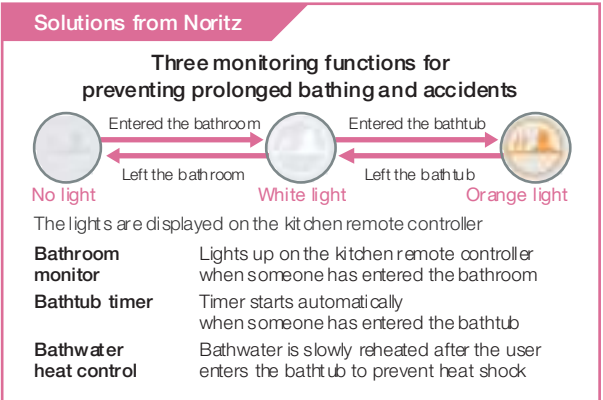 Solutions from Noritz
Three monitoring functions for
preventing prolonged bathing and accidents
Entered the bathroom
Entered the bathtub
Left the bathroom
Left the bathtub
No light
White light
Orange light
The lights are displayed on the kitchen remote controller
Bathroom Lights up on the kitchen remote controller
monitor when someone has entered the bathroom
Bathtub timer Timer starts automatically
when someone has entered the bathtub
Bathwater Bathwater is slowly reheated after the user
heat control enters the bathtub to prevent heat shock